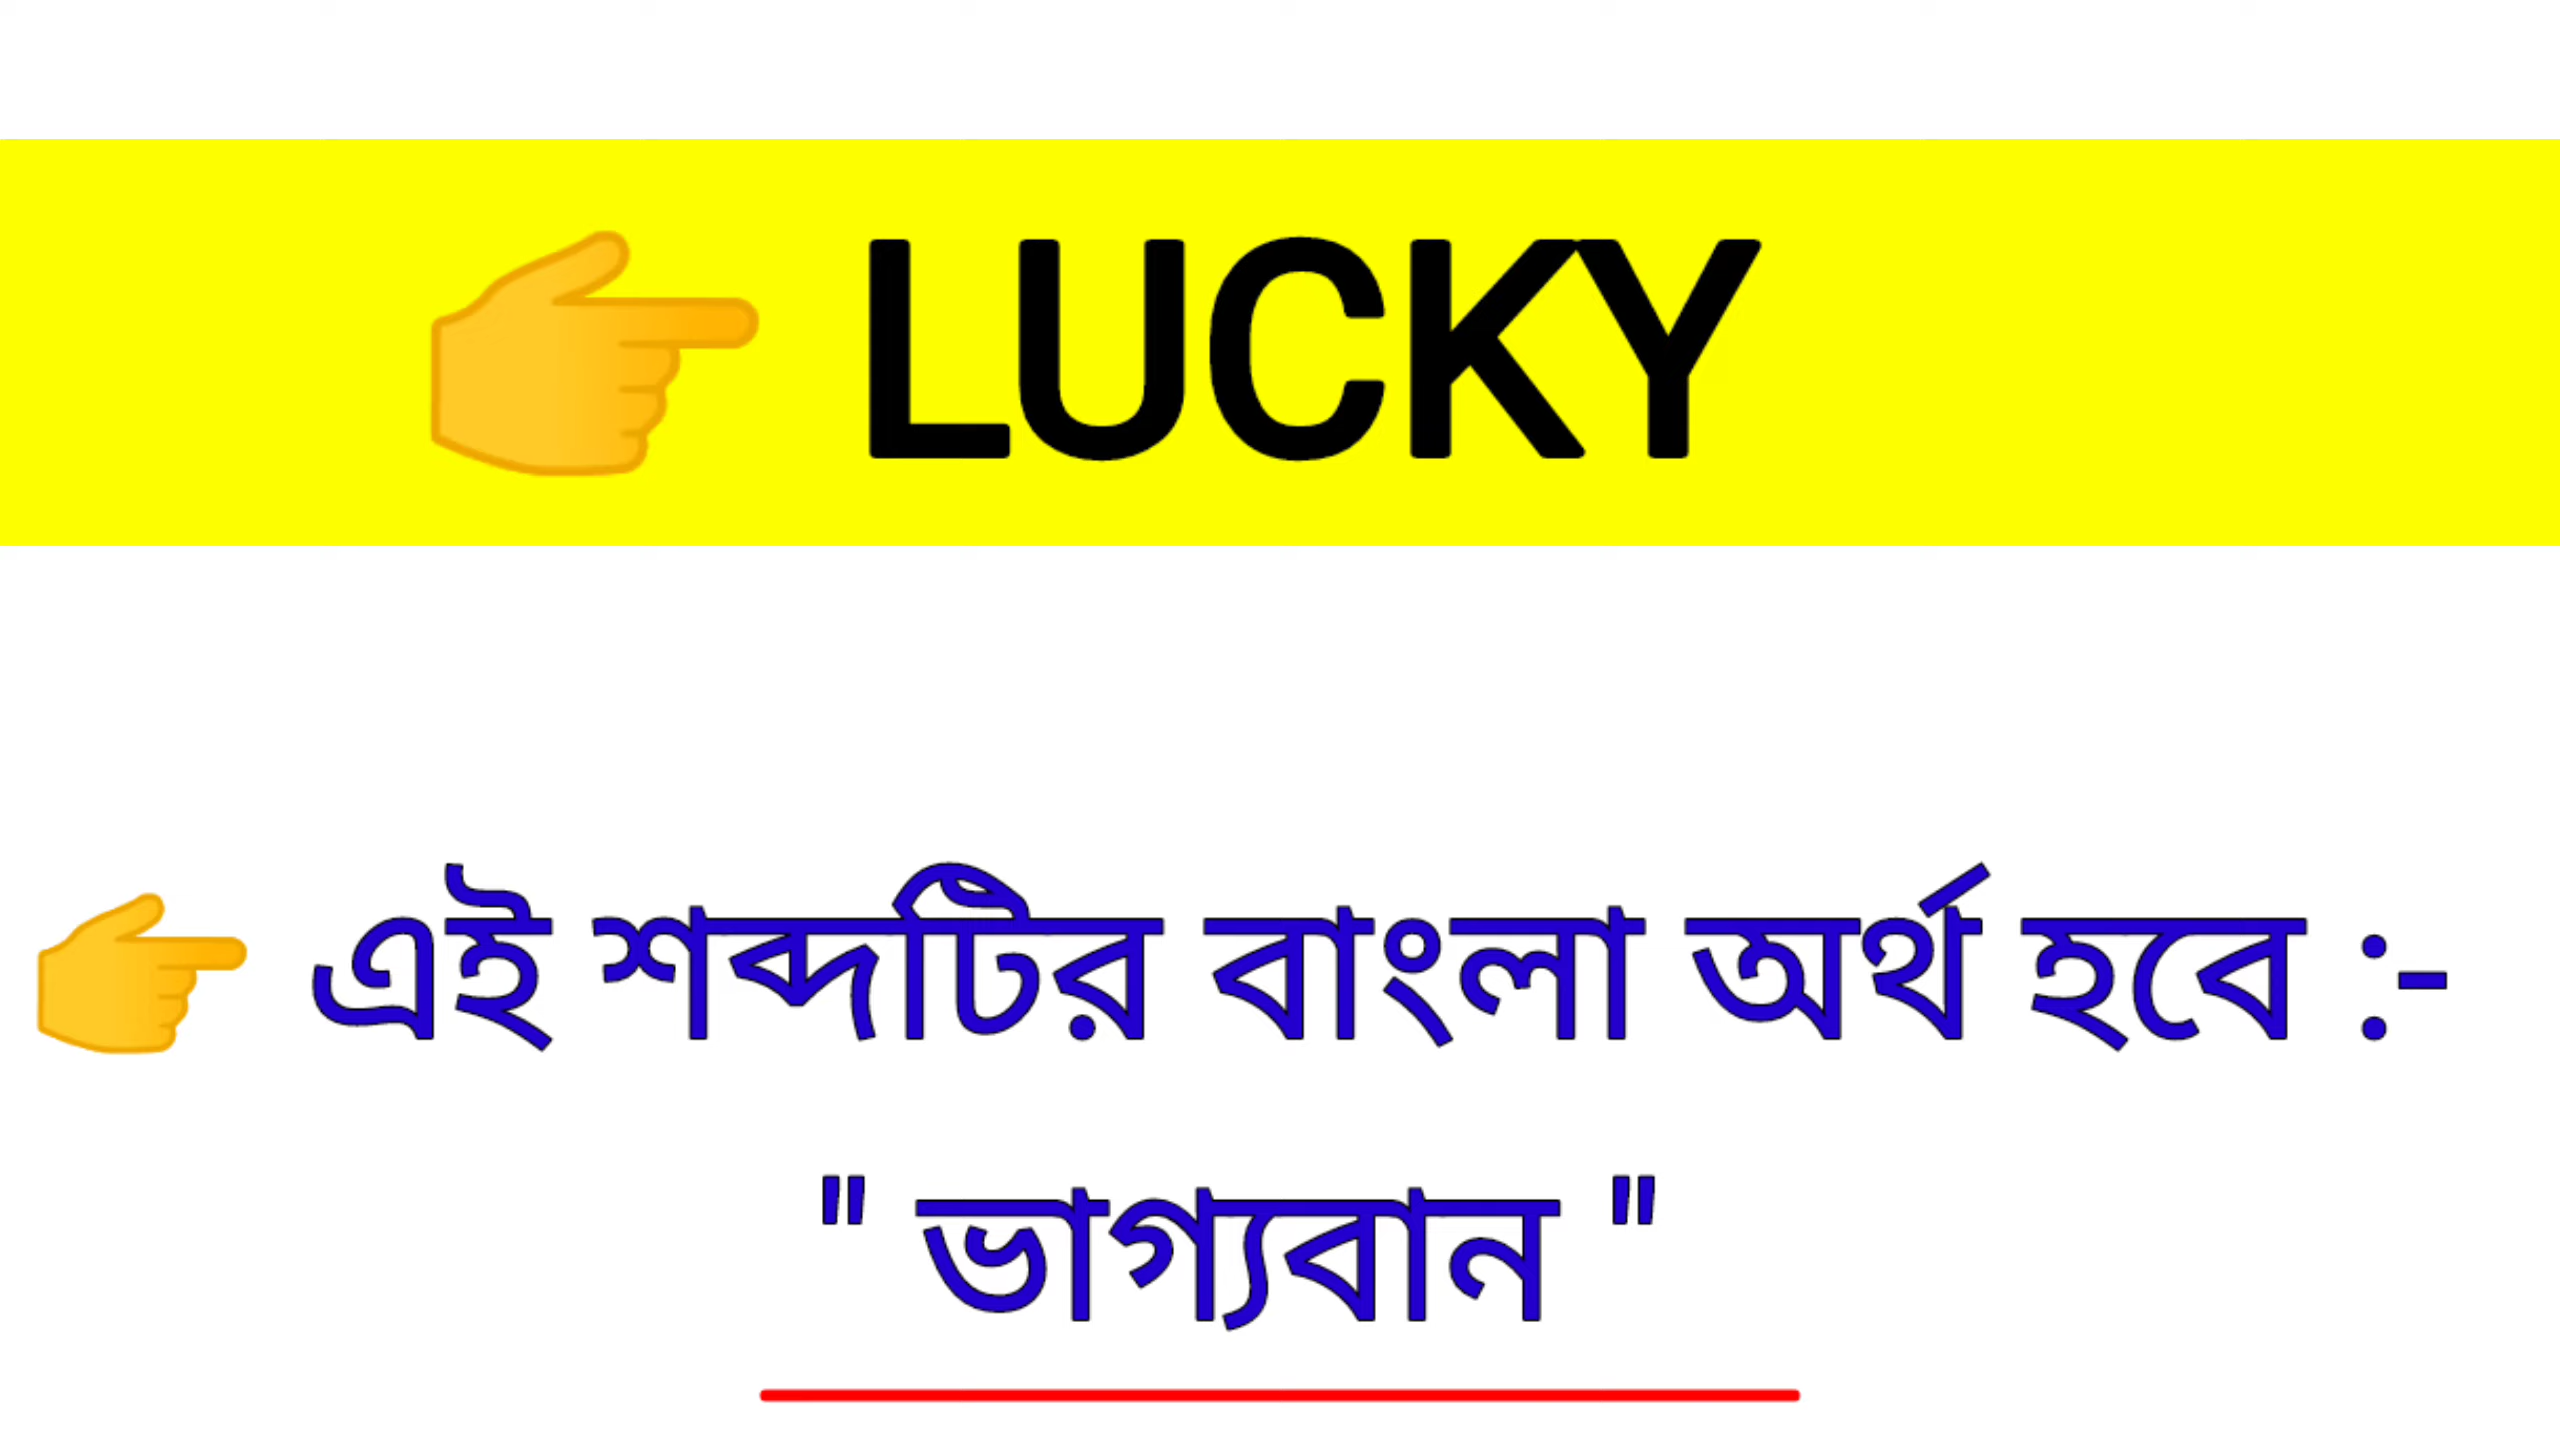 👉 LUCKY
👉 এই শব্দটির বাংলা অর্থ হবে :-
" ভাগ্যবান "